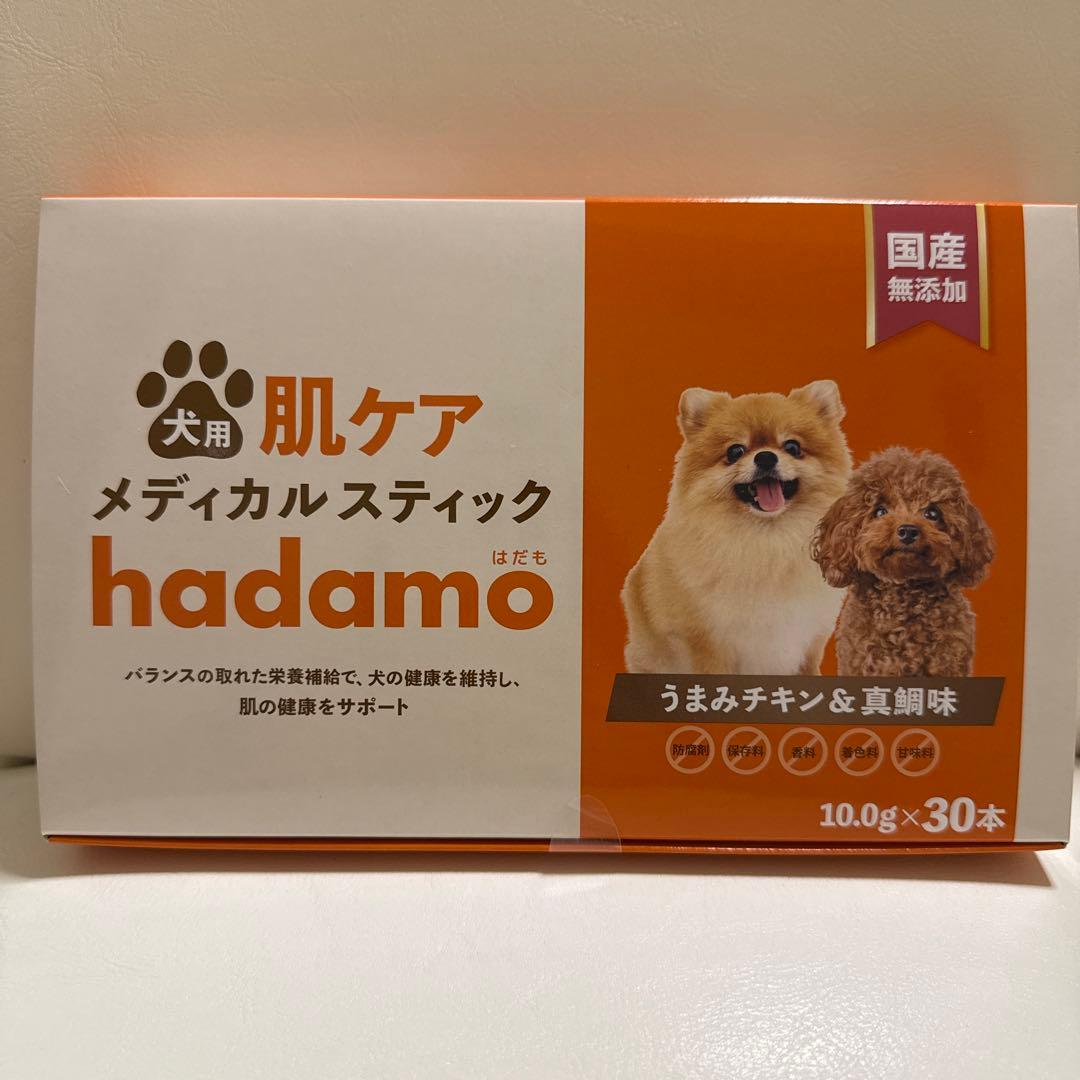 犬用 肌ケア
メディカル スティック
はだも
hadamo
バランスの取れた栄養補給で、犬の健康を維持し、
肌の健康をサポート
国産
無添加
うまみチキン&真鯛味
防腐剤 保存料 香料 着色料 甘味料
10.0g×30本